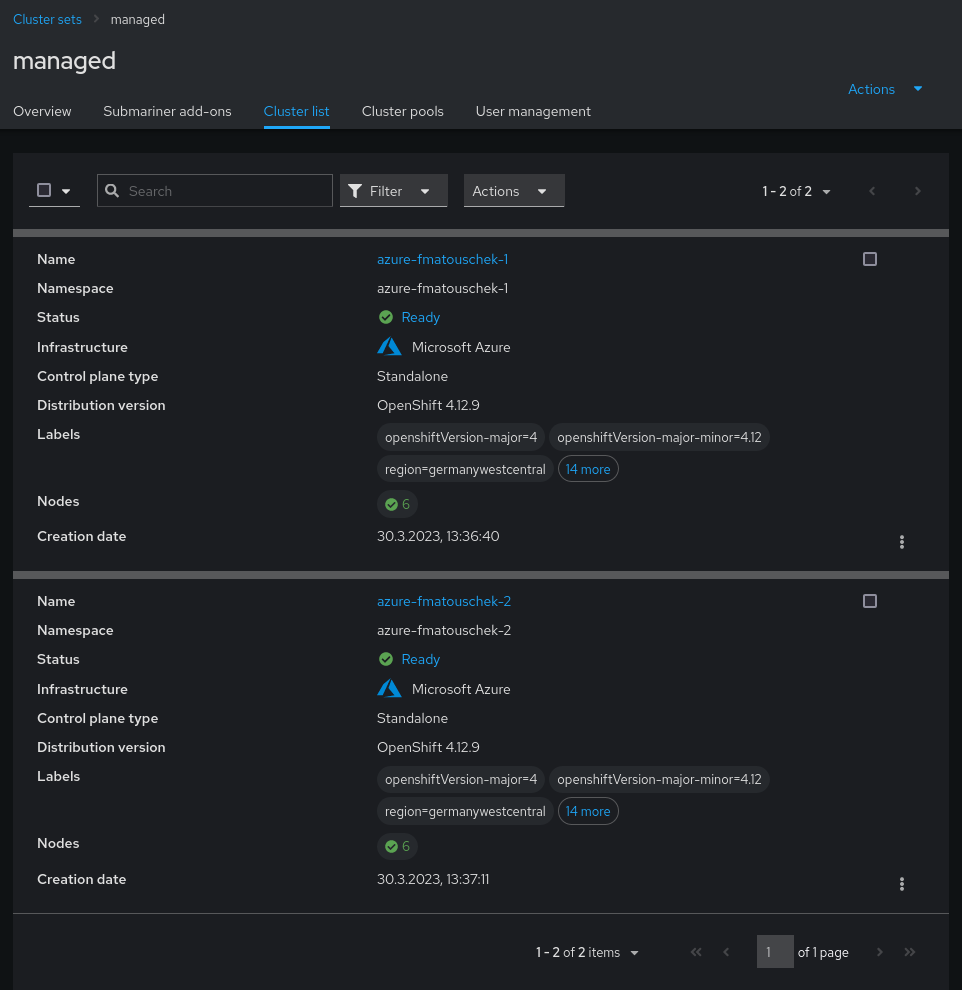 Cluster sets > managed
managed
Actions
Overview Submariner add-ons Cluster list Cluster pools User management
Search Filter Actions 1 - 2 of 2
Name azure-fmatouschek-1
Namespace azure-fmatouschek-1
Status Ready
Infrastructure Microsoft Azure
Control plane type Standalone
Distribution version OpenShift 4.12.9
Labels openshiftVersion-major=4 openshiftVersion-major-minor=4.12
region=germanywestcentral 14 more
Nodes 6
Creation date 30.3.2023, 13:36:40
Name azure-fmatouschek-2
Namespace azure-fmatouschek-2
Status Ready
Infrastructure Microsoft Azure
Control plane type Standalone
Distribution version OpenShift 4.12.9
Labels openshiftVersion-major=4 openshiftVersion-major-minor=4.12
region=germanywestcentral 14 more
Nodes 6
Creation date 30.3.2023, 13:37:11
1 - 2 of 2 items « ‹ 1 of 1 page › »